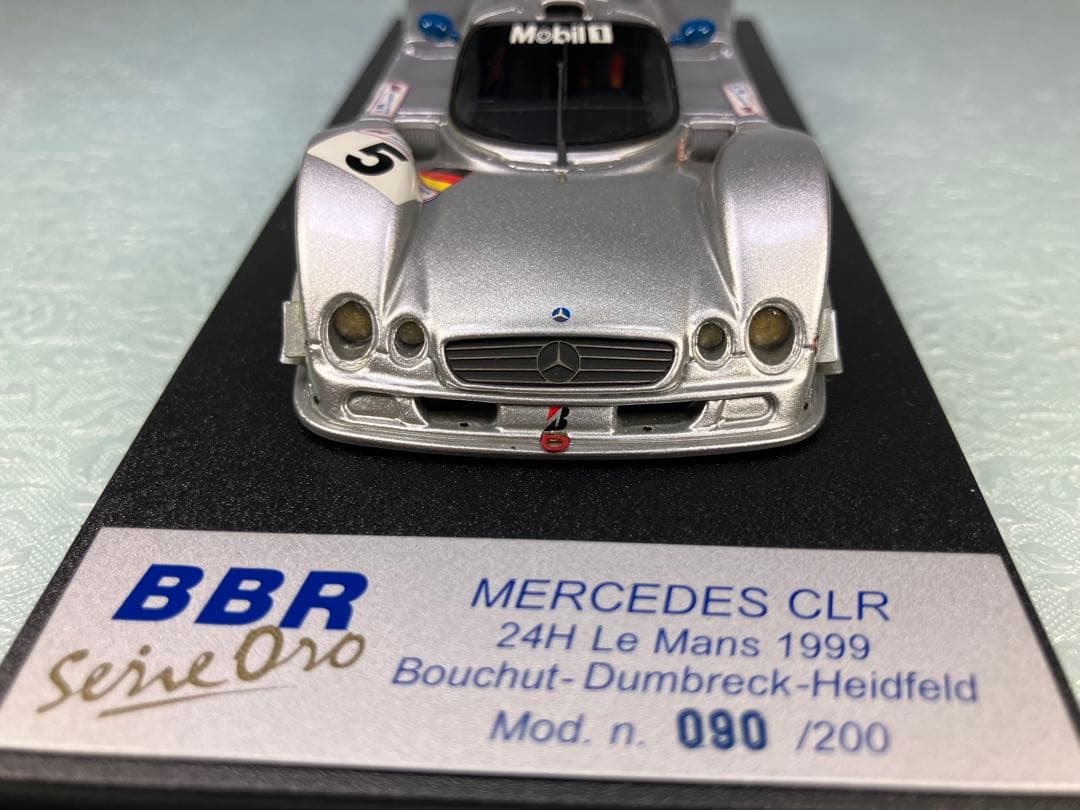 Mobil 1
5
BBR
Serie Oro
MERCEDES CLR
24H Le Mans 1999
Bouchut-Dumbreck-Heidfeld
Mod. n. 090 /200